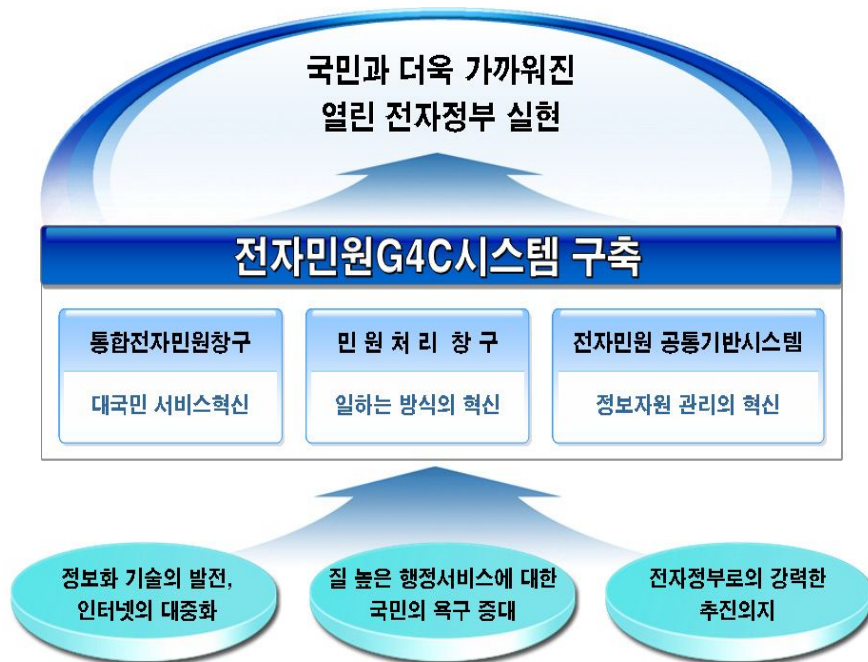 국민과 더욱 가까워진
열린 전자정부 실현
전자민원G4C시스템 구축
통합전자민원창구
대국민 서비스혁신
민 원 처 리 창 구
일하는 방식의 혁신
전자민원 공통기반시스템
정보자원 관리의 혁신
정보화 기술의 발전,
인터넷의 대중화
질 높은 행정서비스에 대한
국민의 욕구 증대
전자정부로의 강력한
추진의지